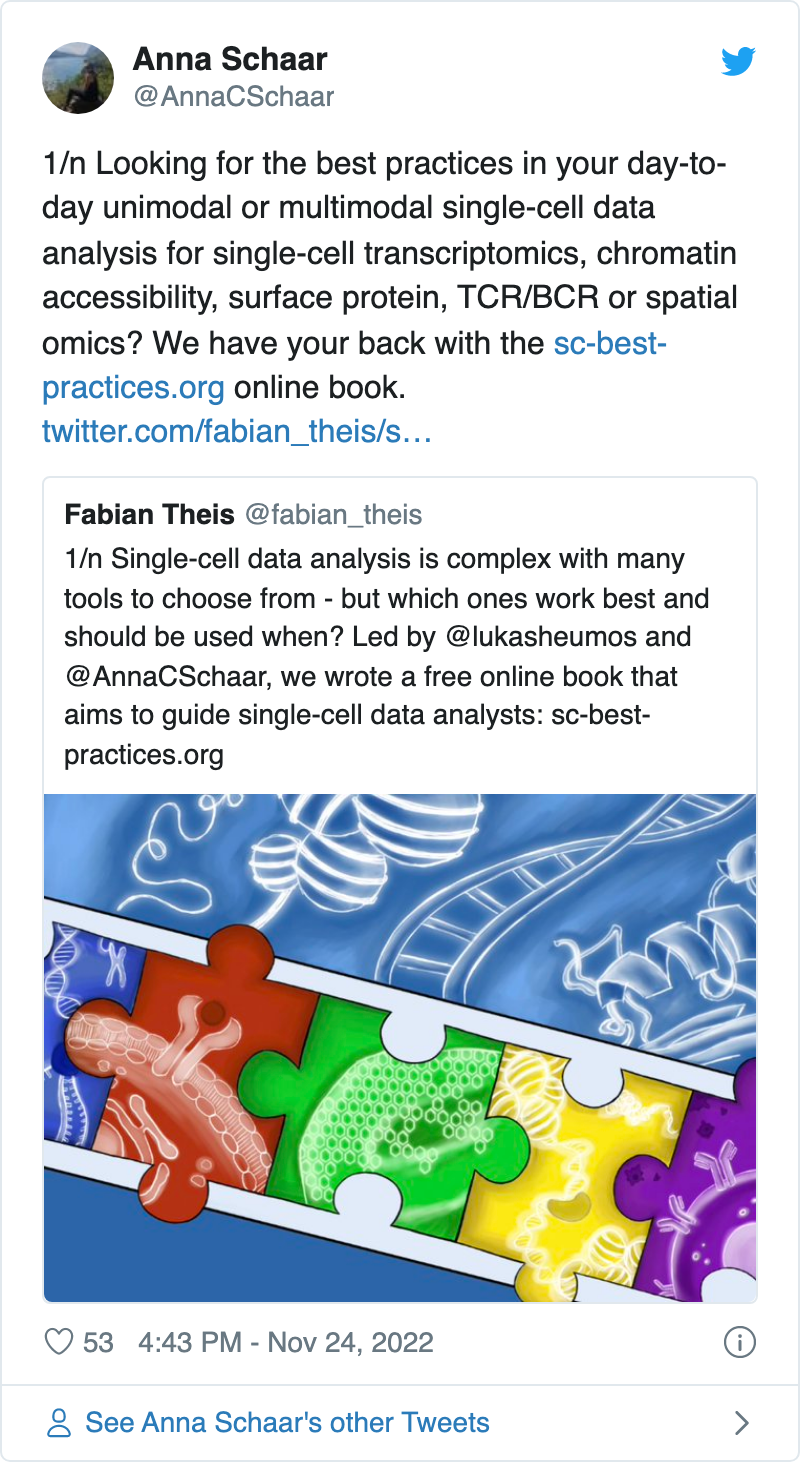 Anna Schaar
@AnnaCSchaar
1/n Looking for the best practices in your day-to-
day unimodal or multimodal single-cell data
analysis for single-cell transcriptomics, chromatin
accessibility, surface protein, TCR/BCR or spatial
omics? We have your back with the sc-best-
practices.org online book.
twitter.com/fabian_theis/s…
Fabian Theis @fabian_theis
1/n Single-cell data analysis is complex with many
tools to choose from - but which ones work best and
should be used when? Led by @lukasheumos and
@AnnaCSchaar, we wrote a free online book that
aims to guide single-cell data analysts: sc-best-
practices.org
53 4:43 PM - Nov 24, 2022
See Anna Schaar's other Tweets